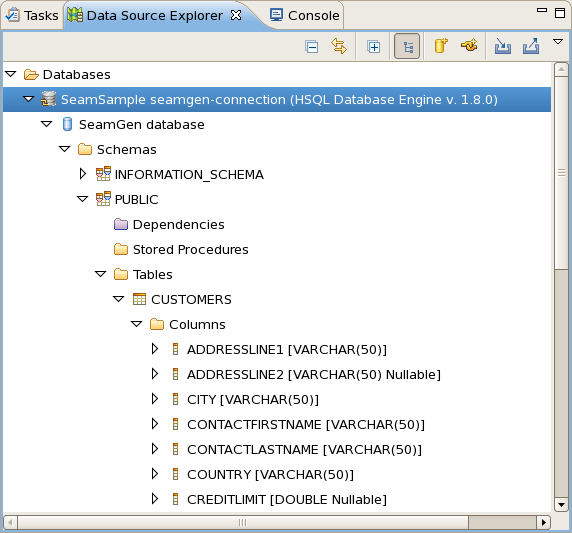 Tasks Data Source Explorer Console
Databases
SeamSample seamgen-connection (HSQL Database Engine v. 1.8.0)
SeamGen database
Schemas
INFORMATION_SCHEMA
PUBLIC
Dependencies
Stored Procedures
Tables
CUSTOMERS
Columns
ADDRESSLINE1 [VARCHAR(50)]
ADDRESSLINE2 [VARCHAR(50) Nullable]
CITY [VARCHAR(50)]
CONTACTFIRSTNAME [VARCHAR(50)]
CONTACTLASTNAME [VARCHAR(50)]
COUNTRY [VARCHAR(50)]
CREDITLIMIT [DOUBLE Nullable]